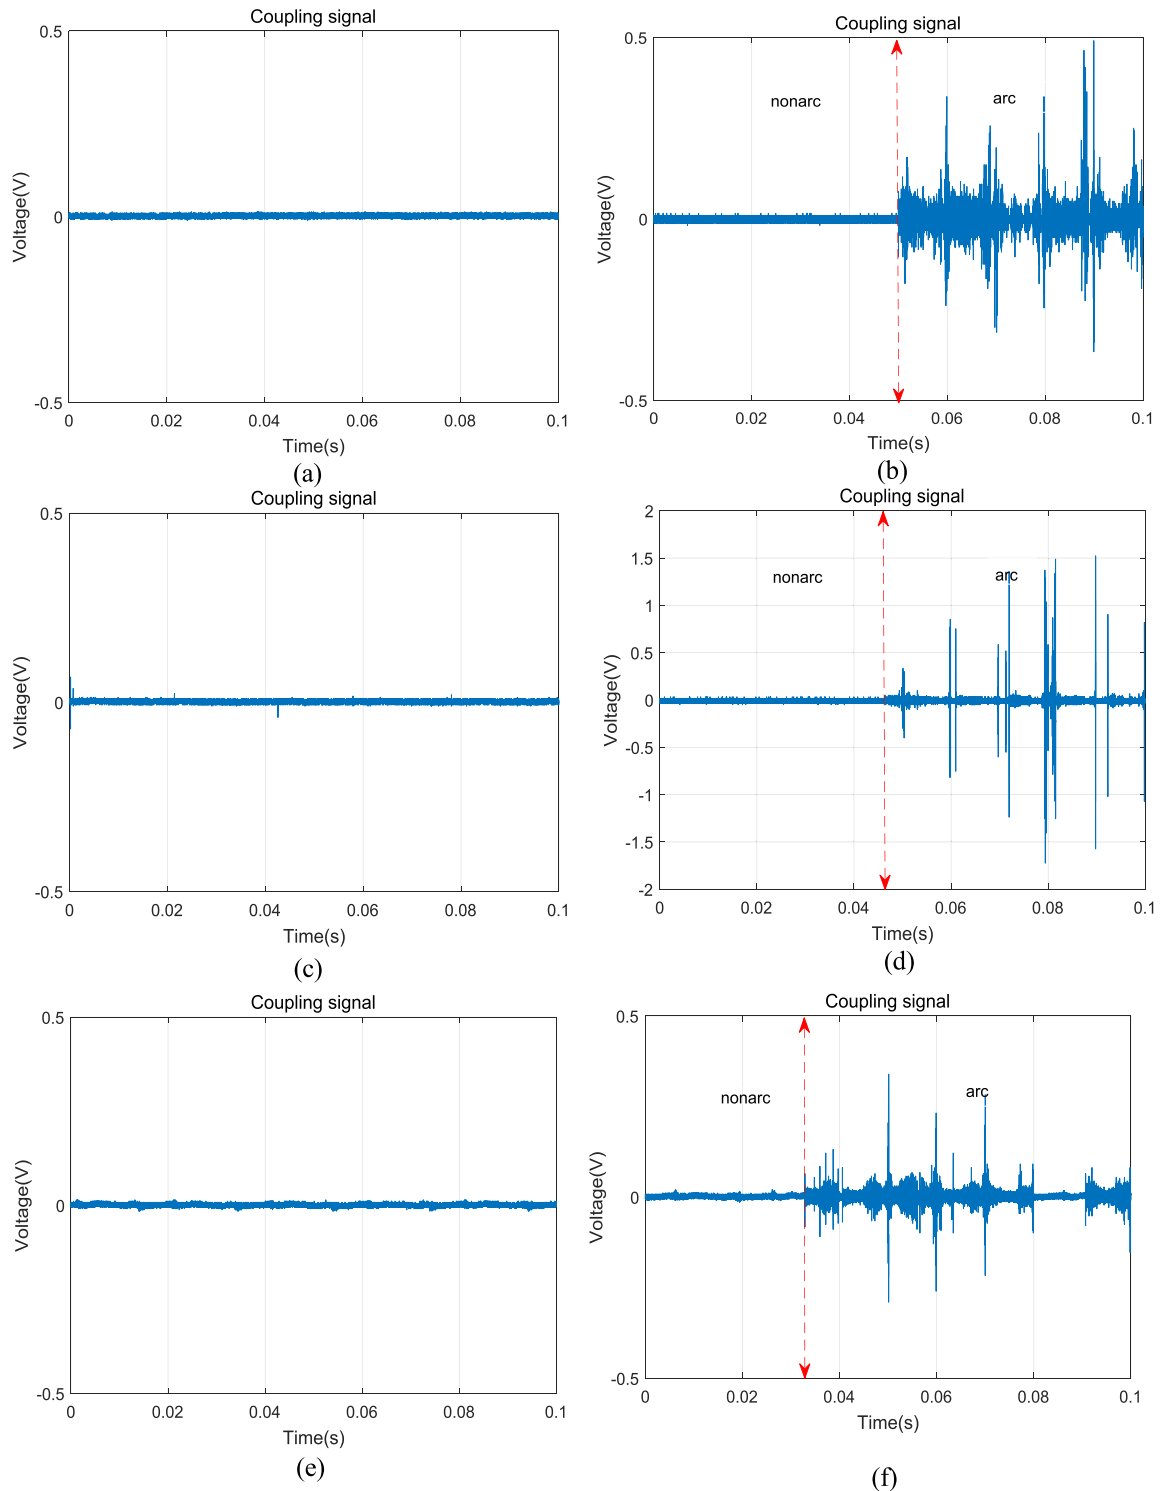 Coupling signal
0.5
0
-0.5
Voltage(V)
0 0.02 0.04 0.06 0.08 0.1
Time(s)
(a)
Coupling signal
0.5
0
-0.5
Voltage(V)
nonarc arc
0 0.02 0.04 0.06 0.08 0.1
Time(s)
(b)
Coupling signal
0.5
0
-0.5
Voltage(V)
0 0.02 0.04 0.06 0.08 0.1
Time(s)
(c)
Coupling signal
2
1.5
1
0.5
0
-0.5
-1
-1.5
-2
Voltage(V)
nonarc arc
0 0.02 0.04 0.06 0.08 0.1
Time(s)
(d)
Coupling signal
0.5
0
-0.5
Voltage(V)
0 0.02 0.04 0.06 0.08 0.1
Time(s)
(e)
Coupling signal
0.5
0
-0.5
Voltage(V)
nonarc arc
0 0.02 0.04 0.06 0.08 0.1
Time(s)
(f)